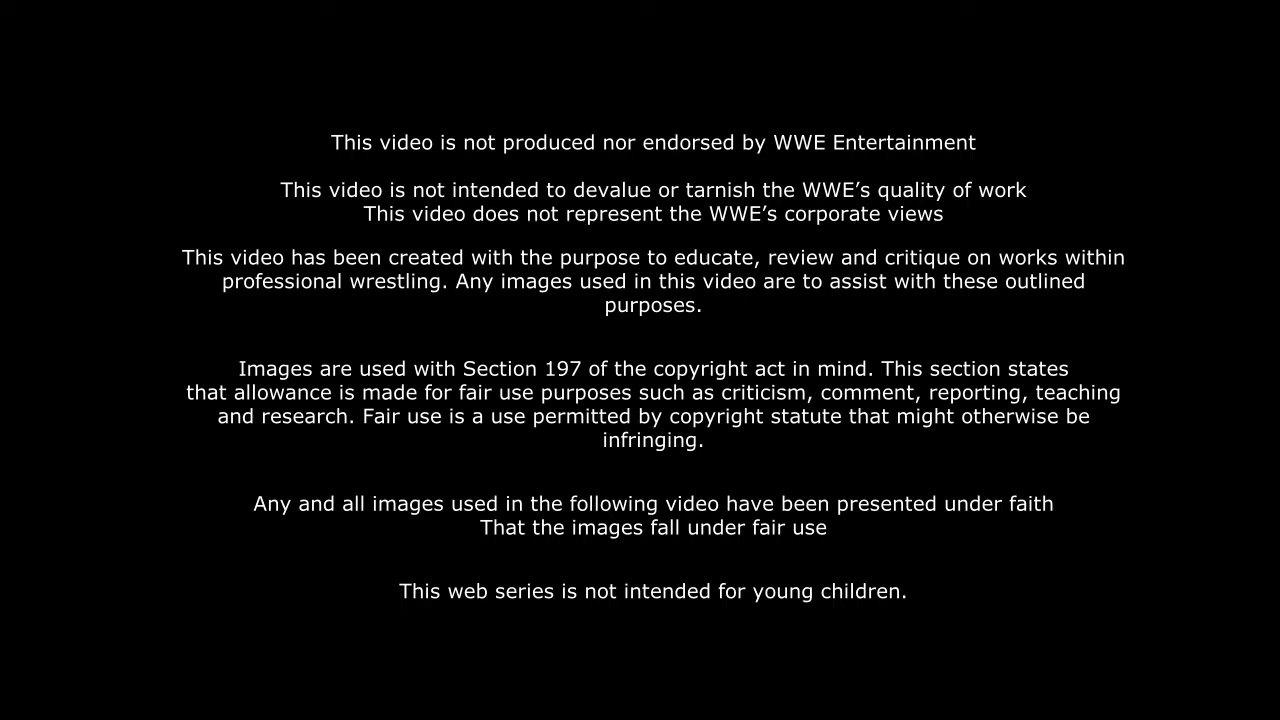 This video is not produced nor endorsed by WWE Entertainment
This video is not intended to devalue or tarnish the WWE’s quality of work
This video does not represent the WWE’s corporate views
This video has been created with the purpose to educate, review and critique on works within
professional wrestling. Any images used in this video are to assist with these outlined
purposes.
Images are used with Section 197 of the copyright act in mind. This section states
that allowance is made for fair use purposes such as criticism, comment, reporting, teaching
and research. Fair use is a use permitted by copyright statute that might otherwise be
infringing.
Any and all images used in the following video have been presented under faith
That the images fall under fair use
This web series is not intended for young children.